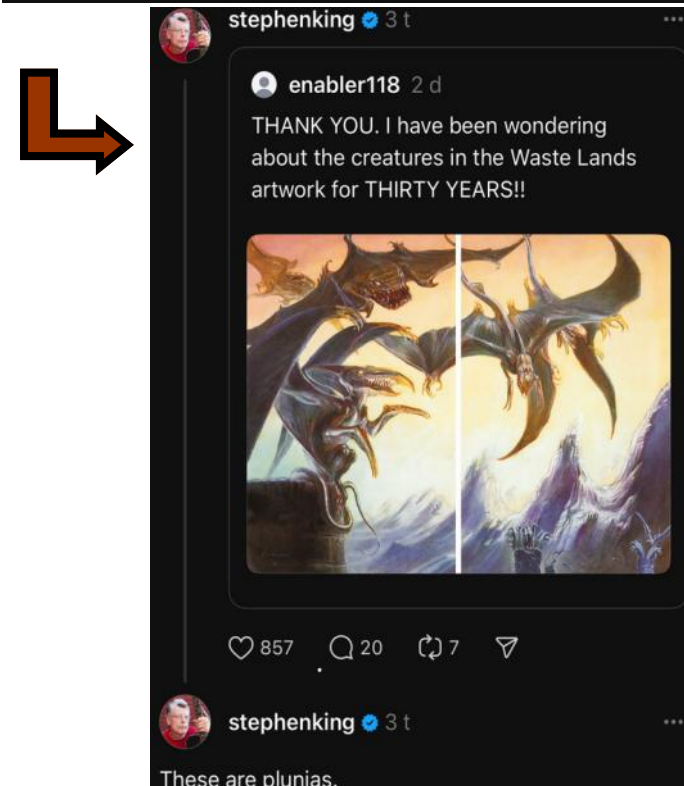 stephenking 3 t
enabler118 2 d
THANK YOU. I have been wondering
about the creatures in the Waste Lands
artwork for THIRTY YEARS!!
857 20 7
stephenking 3 t
These are plunias.